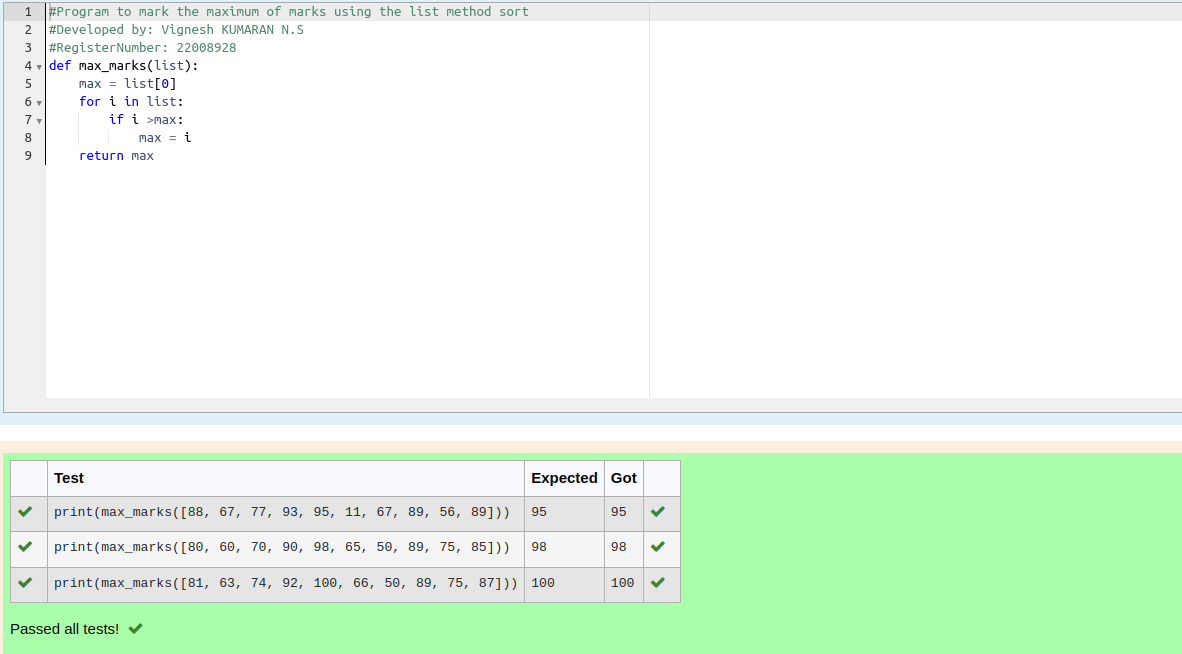 1 #Program to mark the maximum of marks using the list method sort
2 #Developed by: Vignesh KUMARAN N.S
3 #RegisterNumber: 22008928
4 def max_marks(list):
5     max = list[0]
6     for i in list:
7         if i >max:
8             max = i
9     return max
Test Expected Got
print(max_marks([88, 67, 77, 93, 95, 11, 67, 89, 56, 89])) 95 95
print(max_marks([80, 60, 70, 90, 98, 65, 50, 89, 75, 85])) 98 98
print(max_marks([81, 63, 74, 92, 100, 66, 50, 89, 75, 87])) 100 100
Passed all tests!